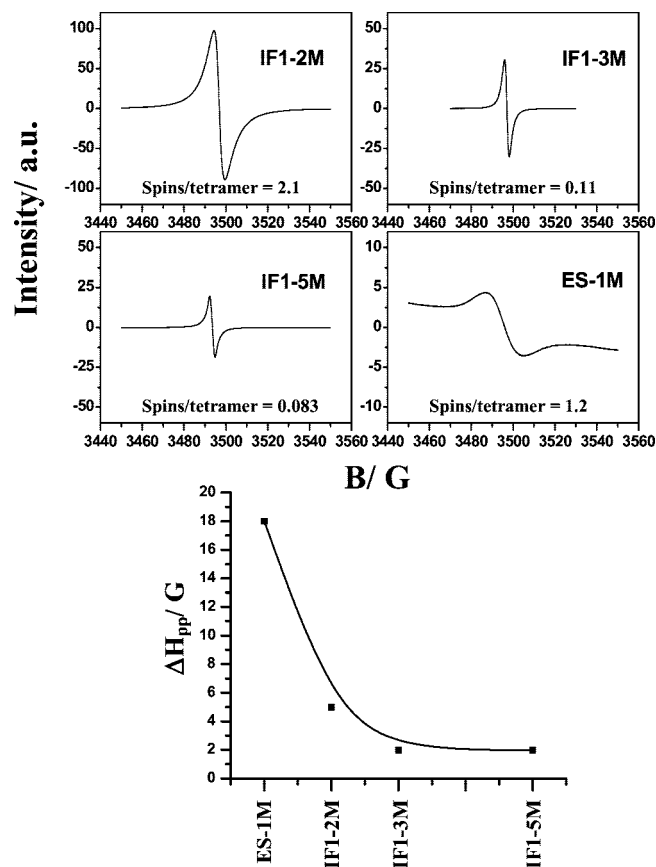 Intensity/ a.u.
100
50
0
-50
-100
IF1-2M
Spins/tetramer = 2.1
3440 3460 3480 3500 3520 3540 3560
50
25
0
-25
-50
IF1-3M
Spins/tetramer = 0.11
3440 3460 3480 3500 3520 3540 3560
50
25
0
-25
-50
IF1-5M
Spins/tetramer = 0.083
3440 3460 3480 3500 3520 3540 3560
10
5
0
-5
-10
ES-1M
Spins/tetramer = 1.2
3440 3460 3480 3500 3520 3540 3560
B/ G
ΔHpp/ G
20
18
16
14
12
10
8
6
4
2
0
ES-1M
IF1-2M
IF1-3M
IF1-5M